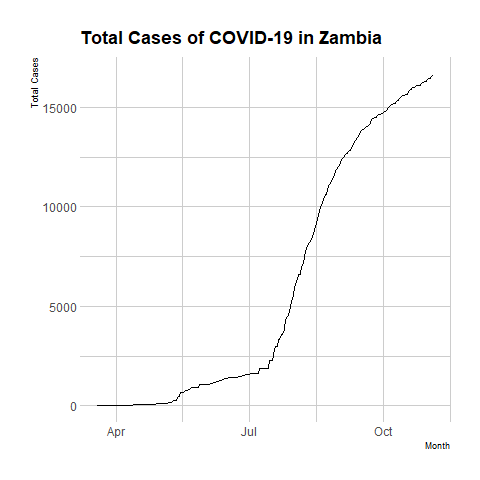 Total Cases of COVID-19 in Zambia
Total Cases
15000
10000
5000
0
Apr Jul Oct
Month